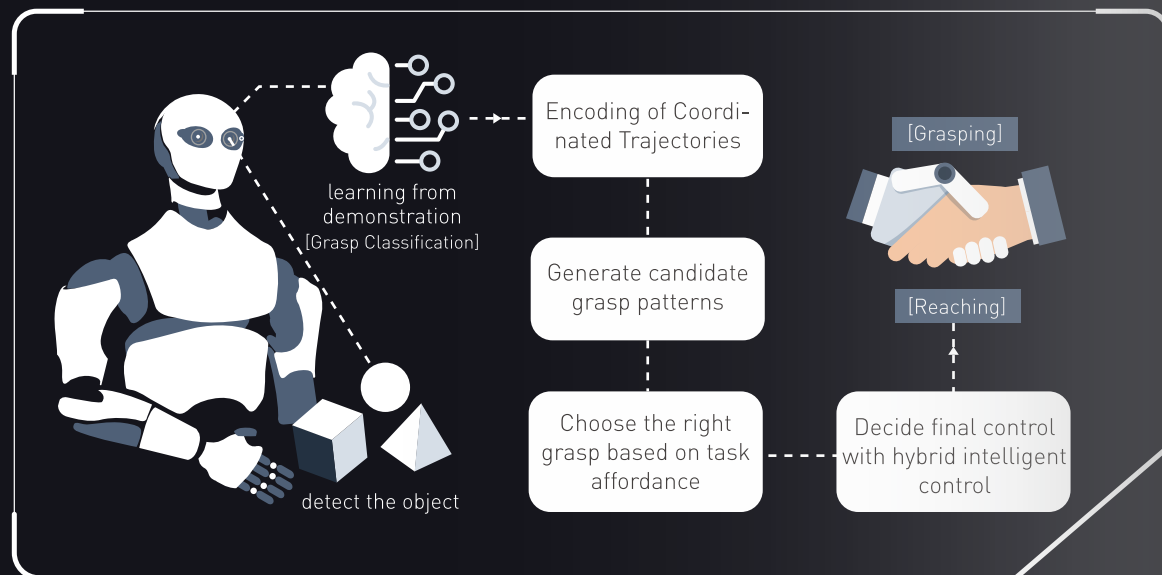 learning from
demonstration
[Grasp Classification]
detect the object
Encoding of Coordi-
nated Trajectories
Generate candidate
grasp patterns
Choose the right
grasp based on task
affordance
Decide final control
with hybrid intelligent
control
[Reaching]
[Grasping]